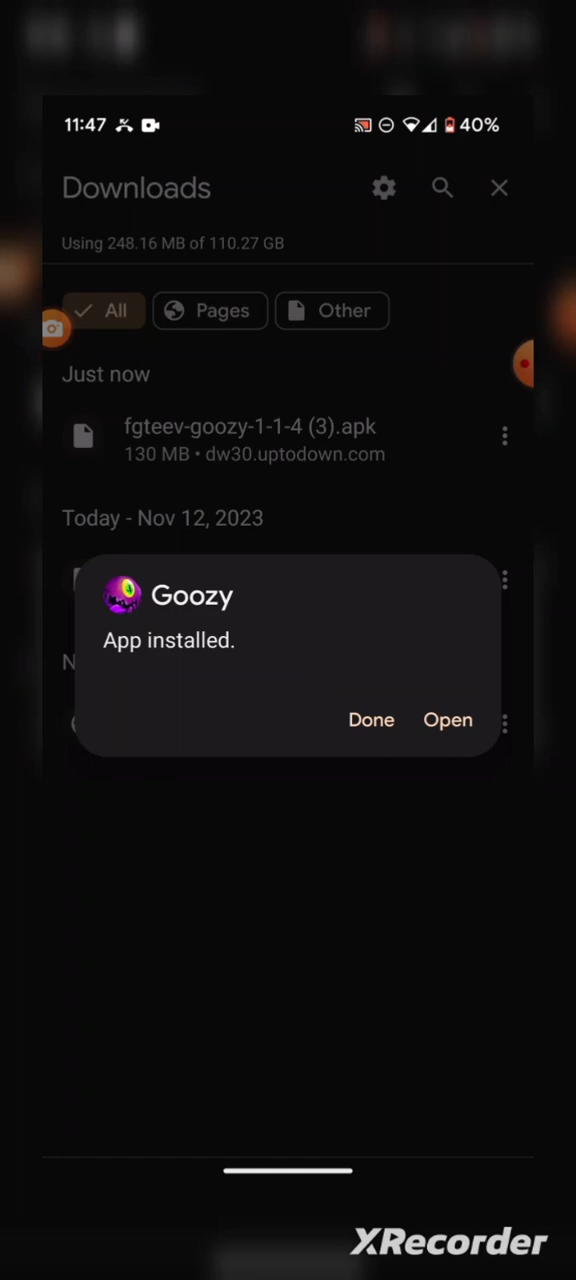 11:47 40%
Downloads
Using 248.16 MB of 110.27 GB
All Pages Other
Just now
fgteev-goozy-1-1-4 (3).apk
130 MB • dw30.uptodown.com
Today - Nov 12, 2023
Goozy
App installed.
N
Done Open
XRecorder